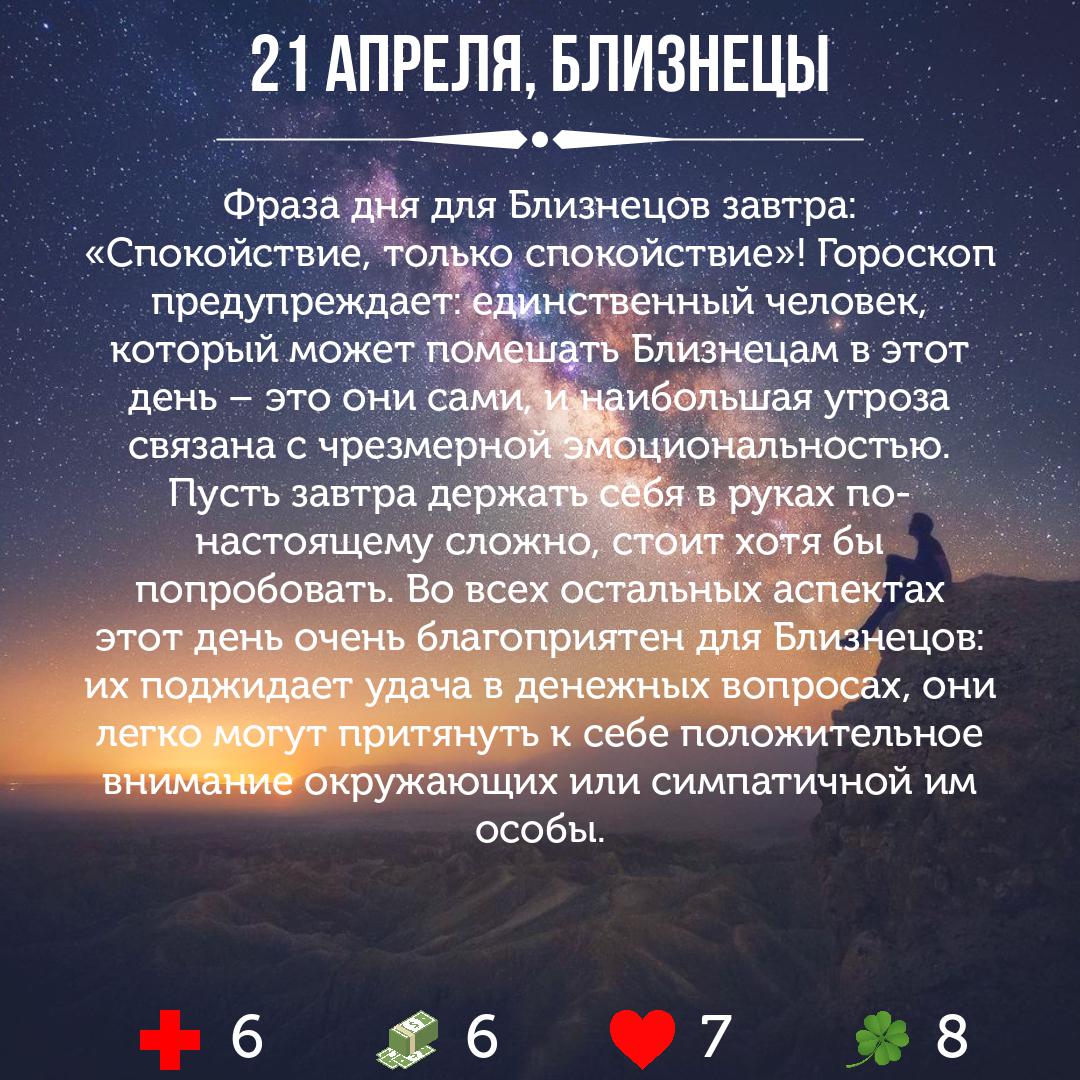 21 АПРЕЛЯ, БЛИЗНЕЦЫ
Фраза дня для Близнецов завтра:
«Спокойствие, только спокойствие»! Гороскоп
предупреждает: единственный человек,
который может помешать Близнецам в этот
день – это они сами, и наибольшая угроза
связана с чрезмерной эмоциональностью.
Пусть завтра держать себя в руках по-
настоящему сложно, стоит хотя бы
попробовать. Во всех остальных аспектах
этот день очень благоприятен для Близнецов:
их поджидает удача в денежных вопросах, они
легко могут притянуть к себе положительное
внимание окружающих или симпатичной им
особы.
6 6 7 8